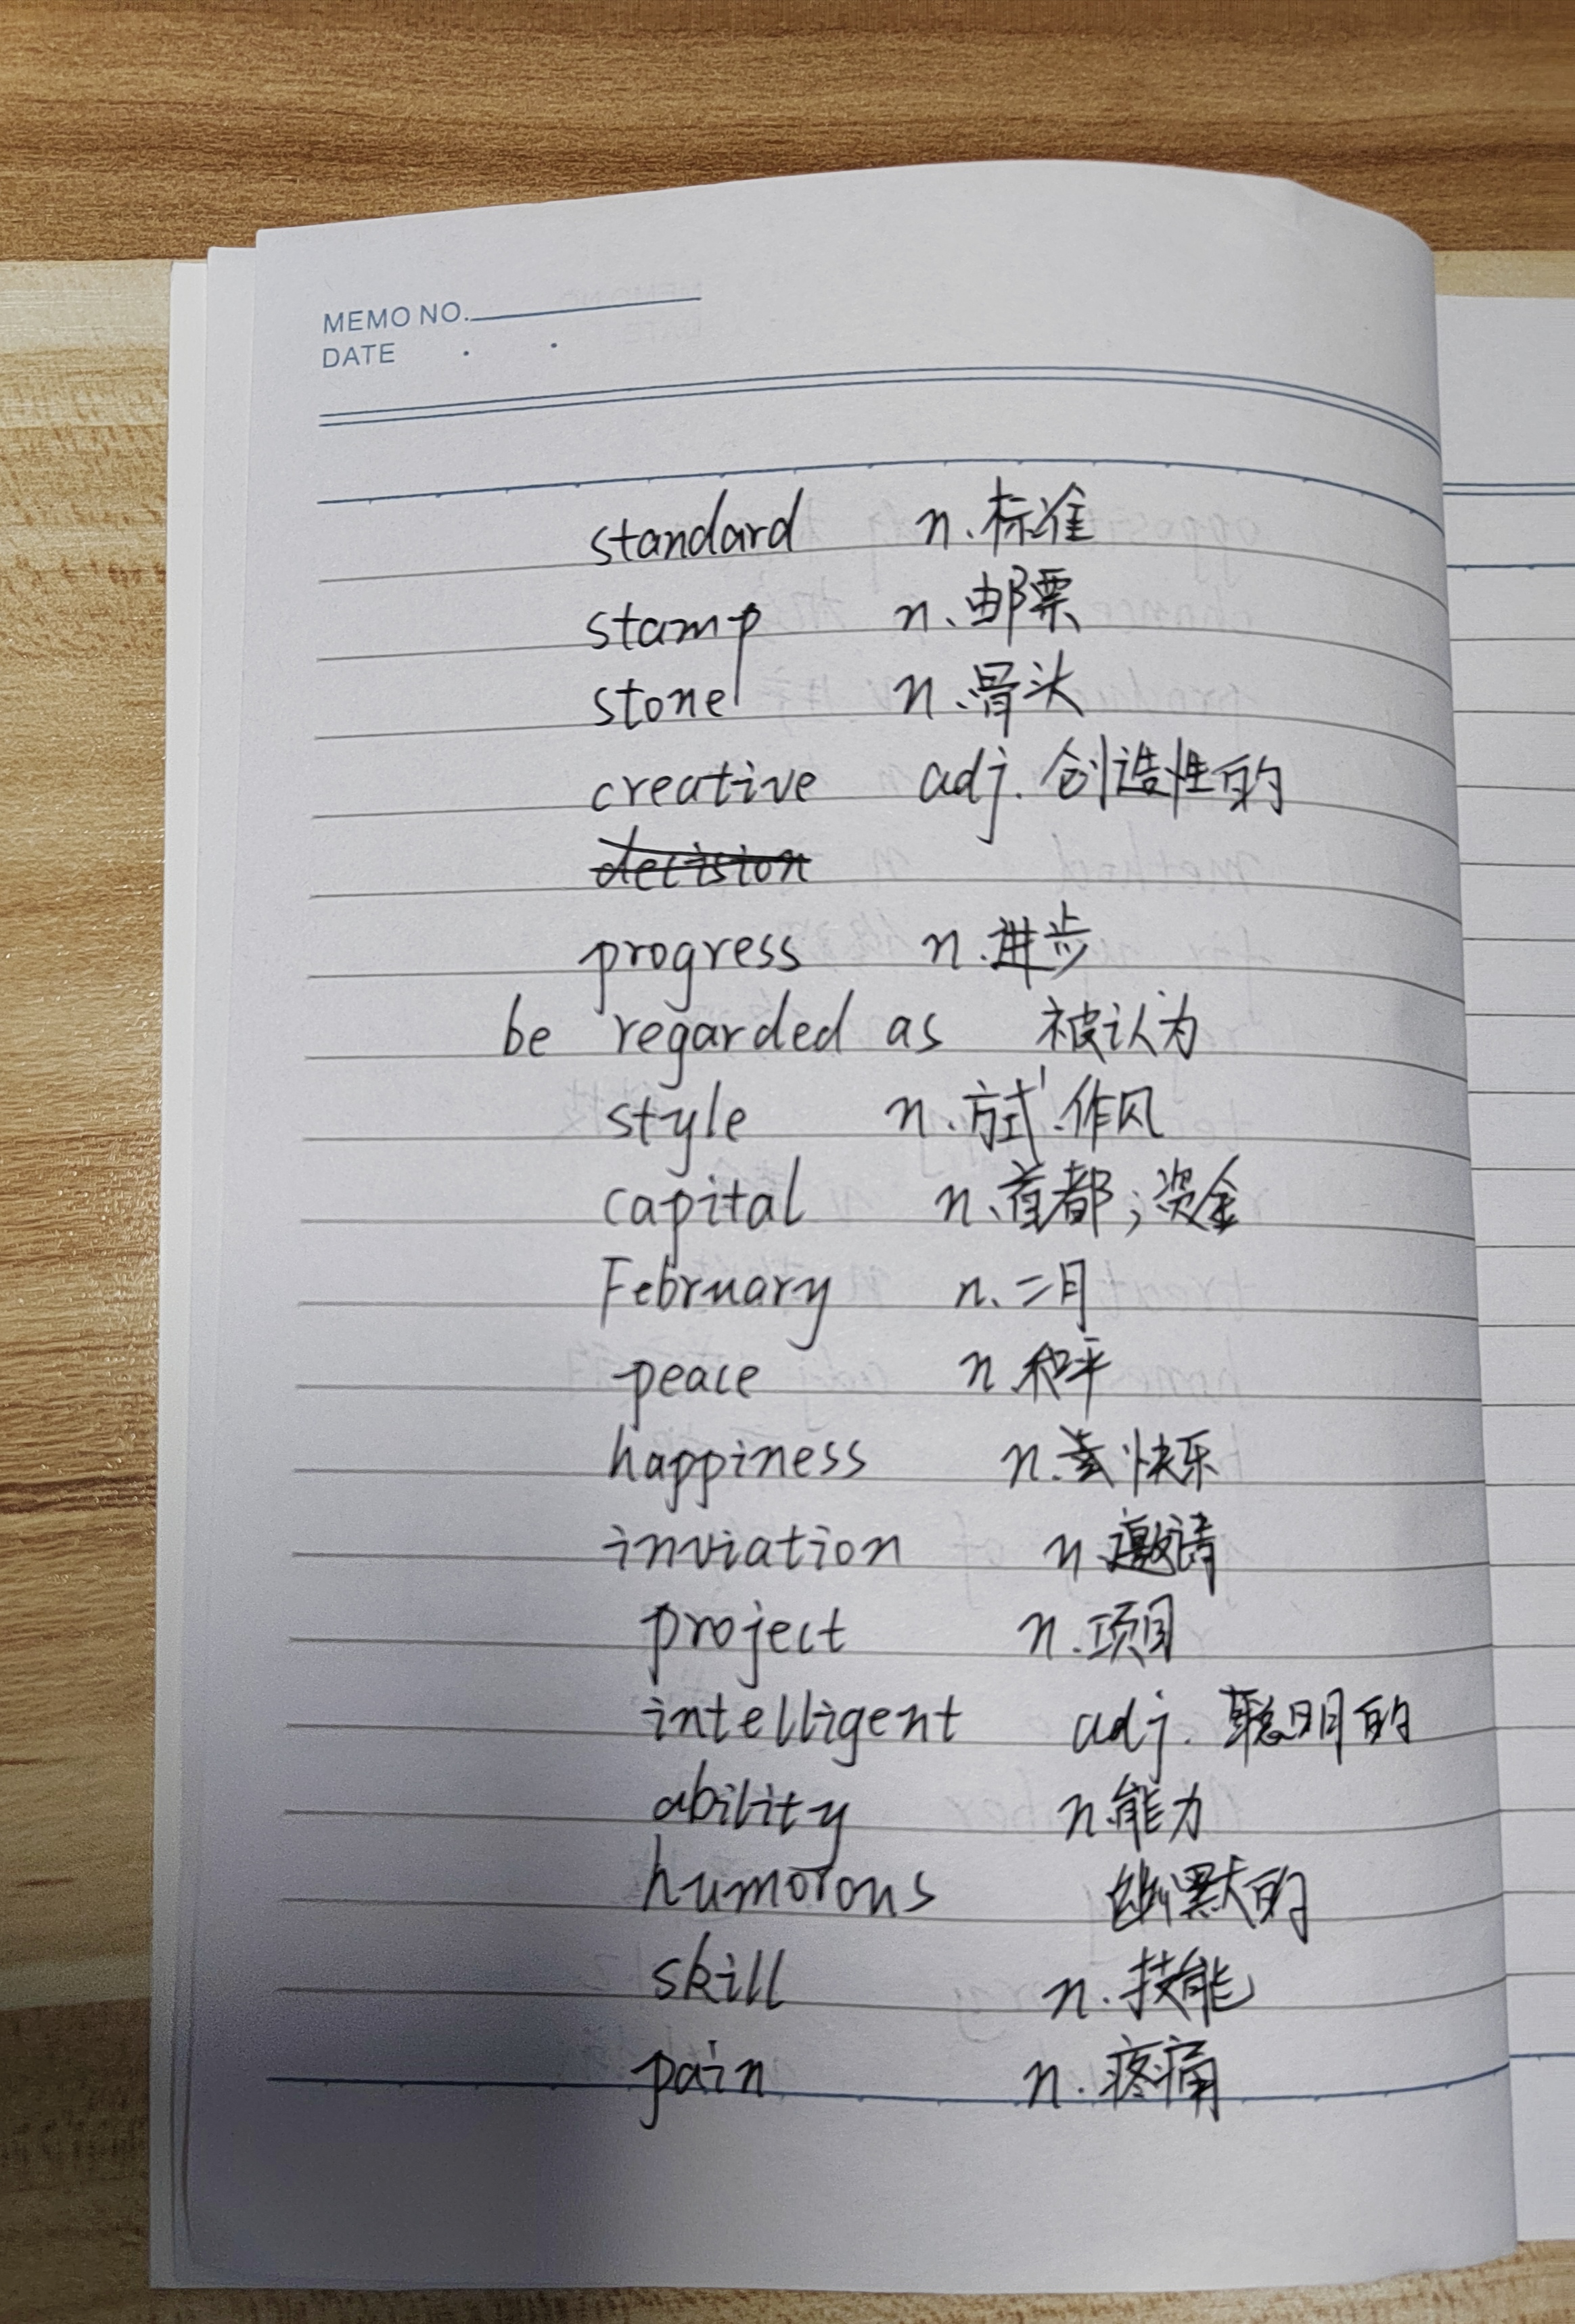 MEMO NO.
DATE . .
standard n.标准
stamp n.邮票
stone n.骨头
creative adj.创造性的
decision
progress n.进步
be regarded as 被认为
style n.方式.作风
capital n.首都;资金
February n.二月
peace n.和平
happiness n.快乐
inviation n.邀请
project n.项目
intelligent adj.聪明的
ability n.能力
humorous 幽默的
skill n.技能
pain n.疼痛